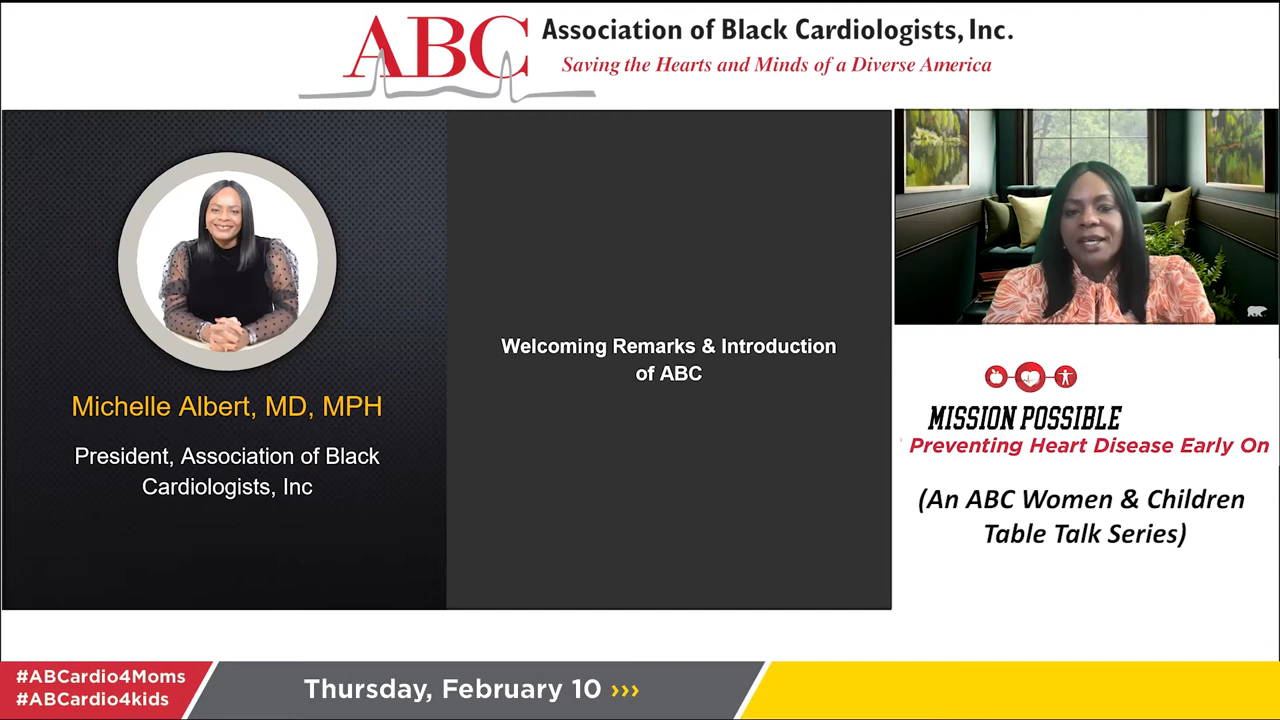 ABC
Association of Black Cardiologists, Inc.
Saving the Hearts and Minds of a Diverse America
Michelle Albert, MD, MPH
President, Association of Black
Cardiologists, Inc
Welcoming Remarks & Introduction
of ABC
MISSION POSSIBLE
Preventing Heart Disease Early On
(An ABC Women & Children
Table Talk Series)
#ABCardio4Moms
#ABCardio4kids
Thursday, February 10 ›››